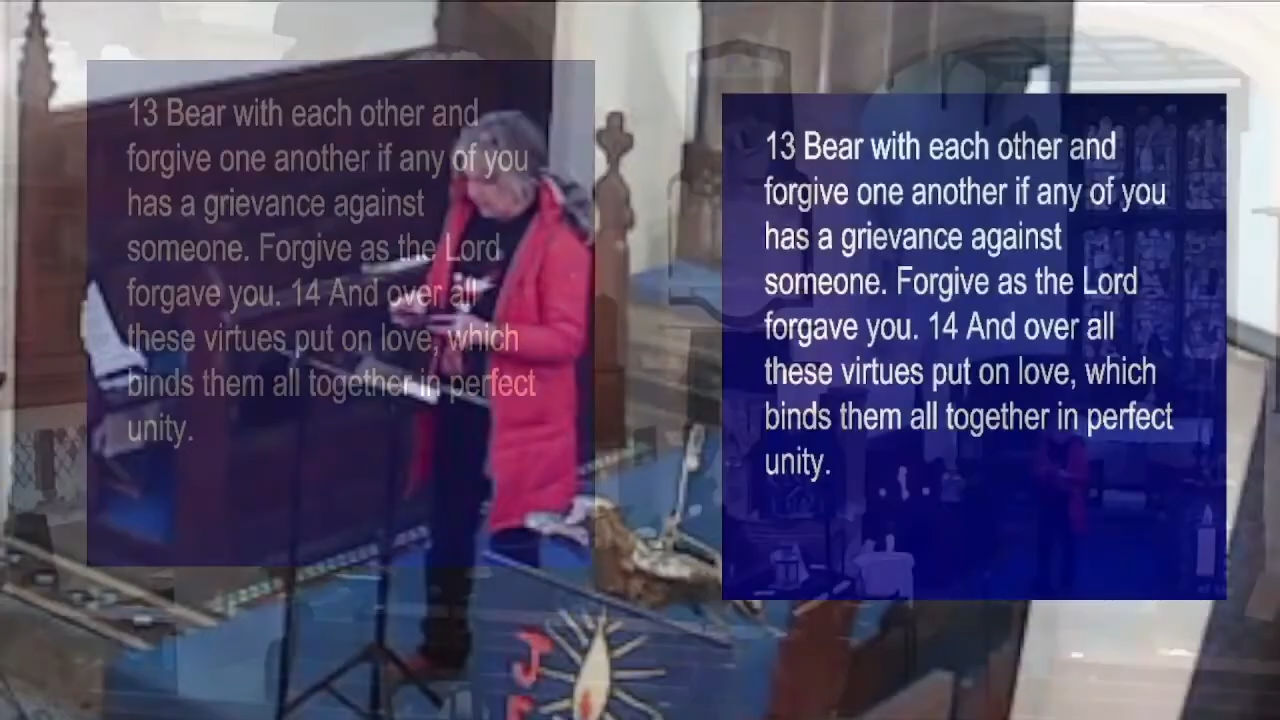 13 Bear with each other and
forgive one another if any of you
has a grievance against
someone. Forgive as the Lord
forgave you. 14 And over all
these virtues put on love, which
binds them all together in perfect
unity.
13 Bear with each other and
forgive one another if any of you
has a grievance against
someone. Forgive as the Lord
forgave you. 14 And over all
these virtues put on love, which
binds them all together in perfect
unity.
J